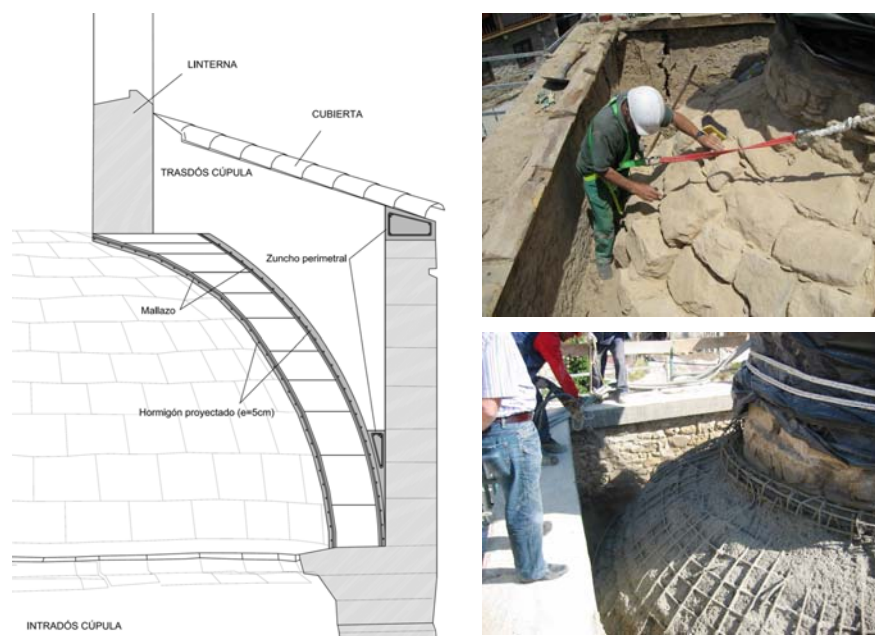 LINTERNA
CUBIERTA
TRASDÓS CÚPULA
Zuncho perimetral
Mallazo
Hormigón proyectado (e=5cm)
INTRADÓS CÚPULA